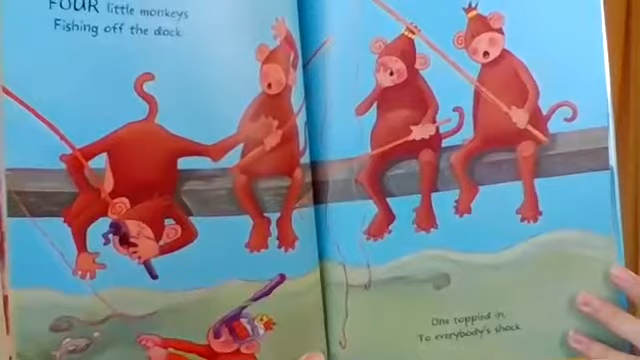 FOUR little monkeys
Fishing off the dock.
One toppled in,
To everybody's shock.